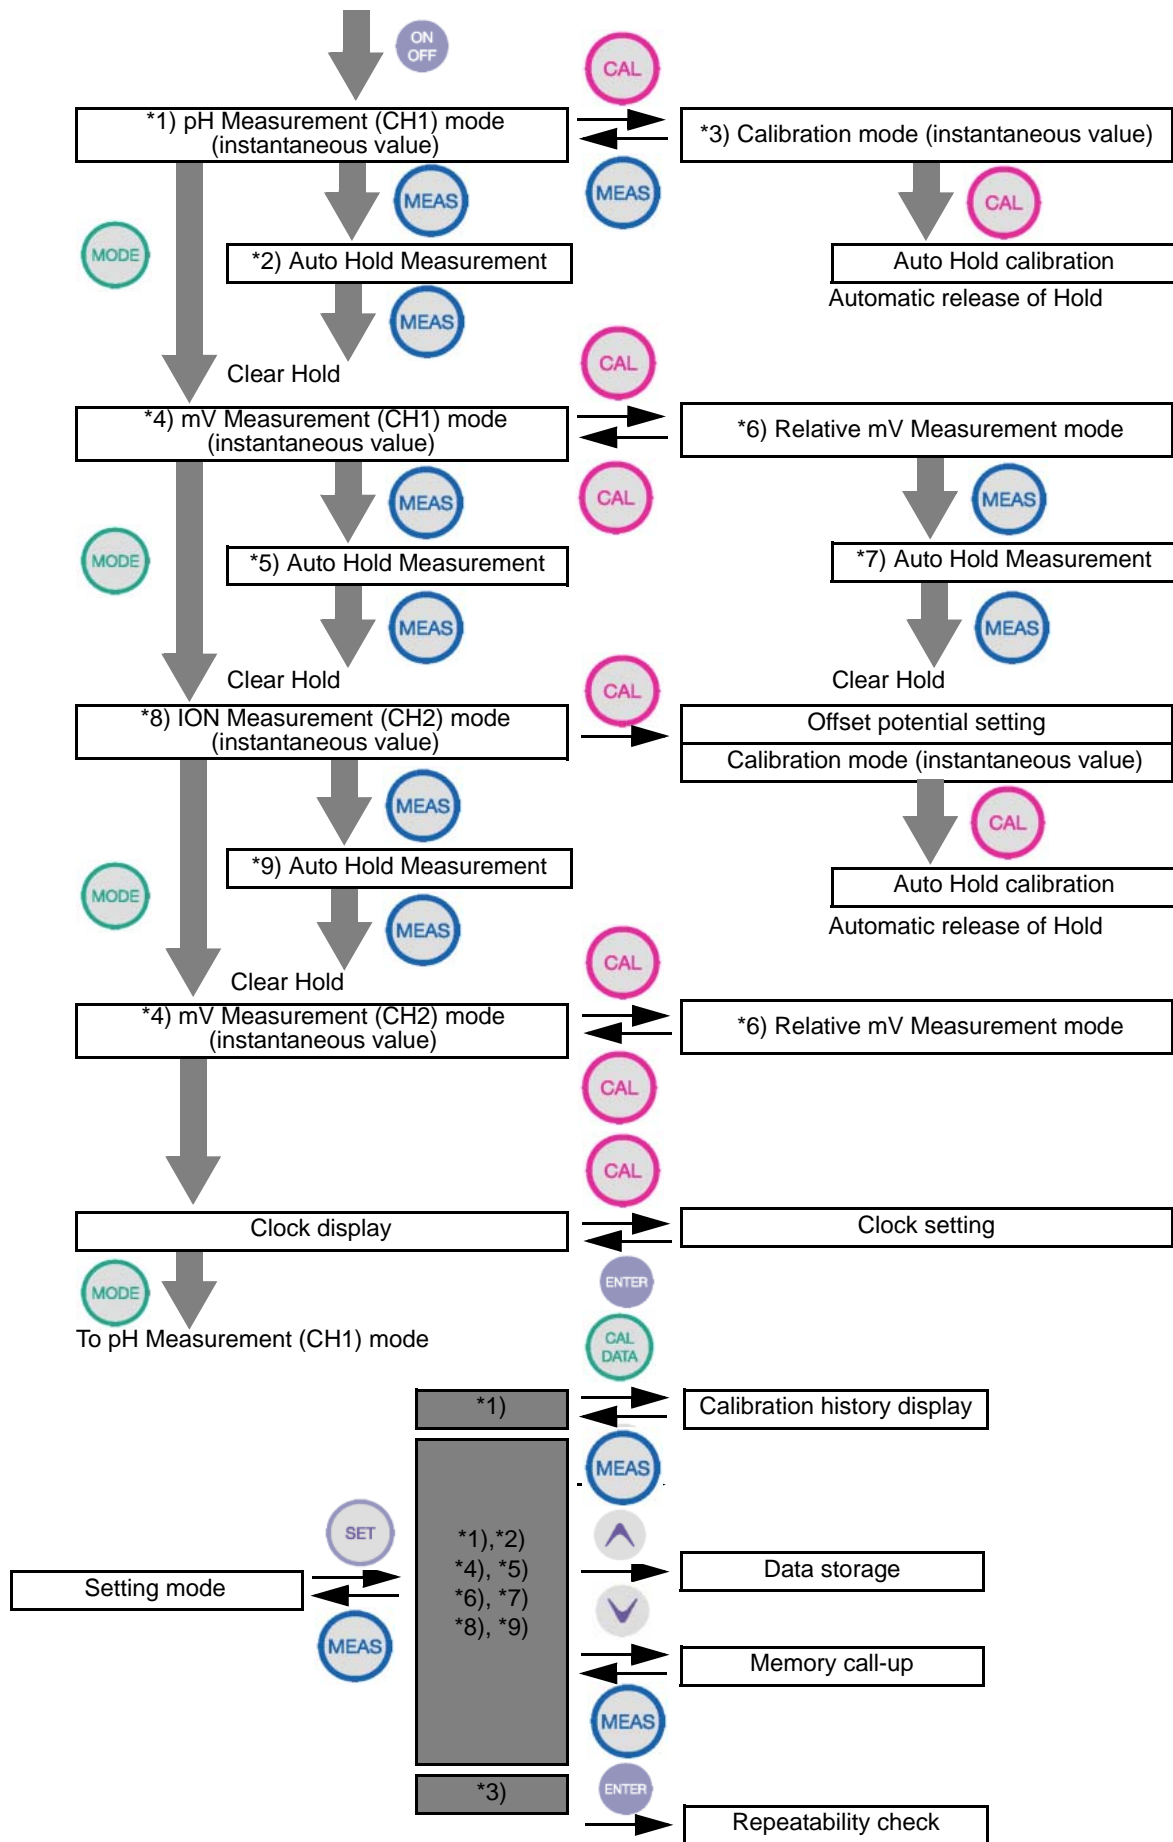 ON
OFF
CAL
*1) pH Measurement (CH1) mode
(instantaneous value)
*3) Calibration mode (instantaneous value)
MEAS
MEAS
CAL
MODE
*2) Auto Hold Measurement
Auto Hold calibration
Automatic release of Hold
MEAS
CAL
Clear Hold
*4) mV Measurement (CH1) mode
(instantaneous value)
*6) Relative mV Measurement mode
MEAS
CAL
MEAS
MODE
*5) Auto Hold Measurement
*7) Auto Hold Measurement
MEAS
MEAS
Clear Hold
CAL
Clear Hold
*8) ION Measurement (CH2) mode
(instantaneous value)
Offset potential setting
Calibration mode (instantaneous value)
MEAS
CAL
*9) Auto Hold Measurement
MODE
Auto Hold calibration
Automatic release of Hold
MEAS
CAL
Clear Hold
*4) mV Measurement (CH2) mode
(instantaneous value)
*6) Relative mV Measurement mode
CAL
CAL
Clock display
Clock setting
MODE
ENTER
To pH Measurement (CH1) mode
CAL
DATA
*1)
Calibration history display
MEAS
SET
*1),*2)
*4), *5)
*6), *7)
*8), *9)
Data storage
Setting mode
MEAS
Memory call-up
MEAS
*3)
ENTER
Repeatability check